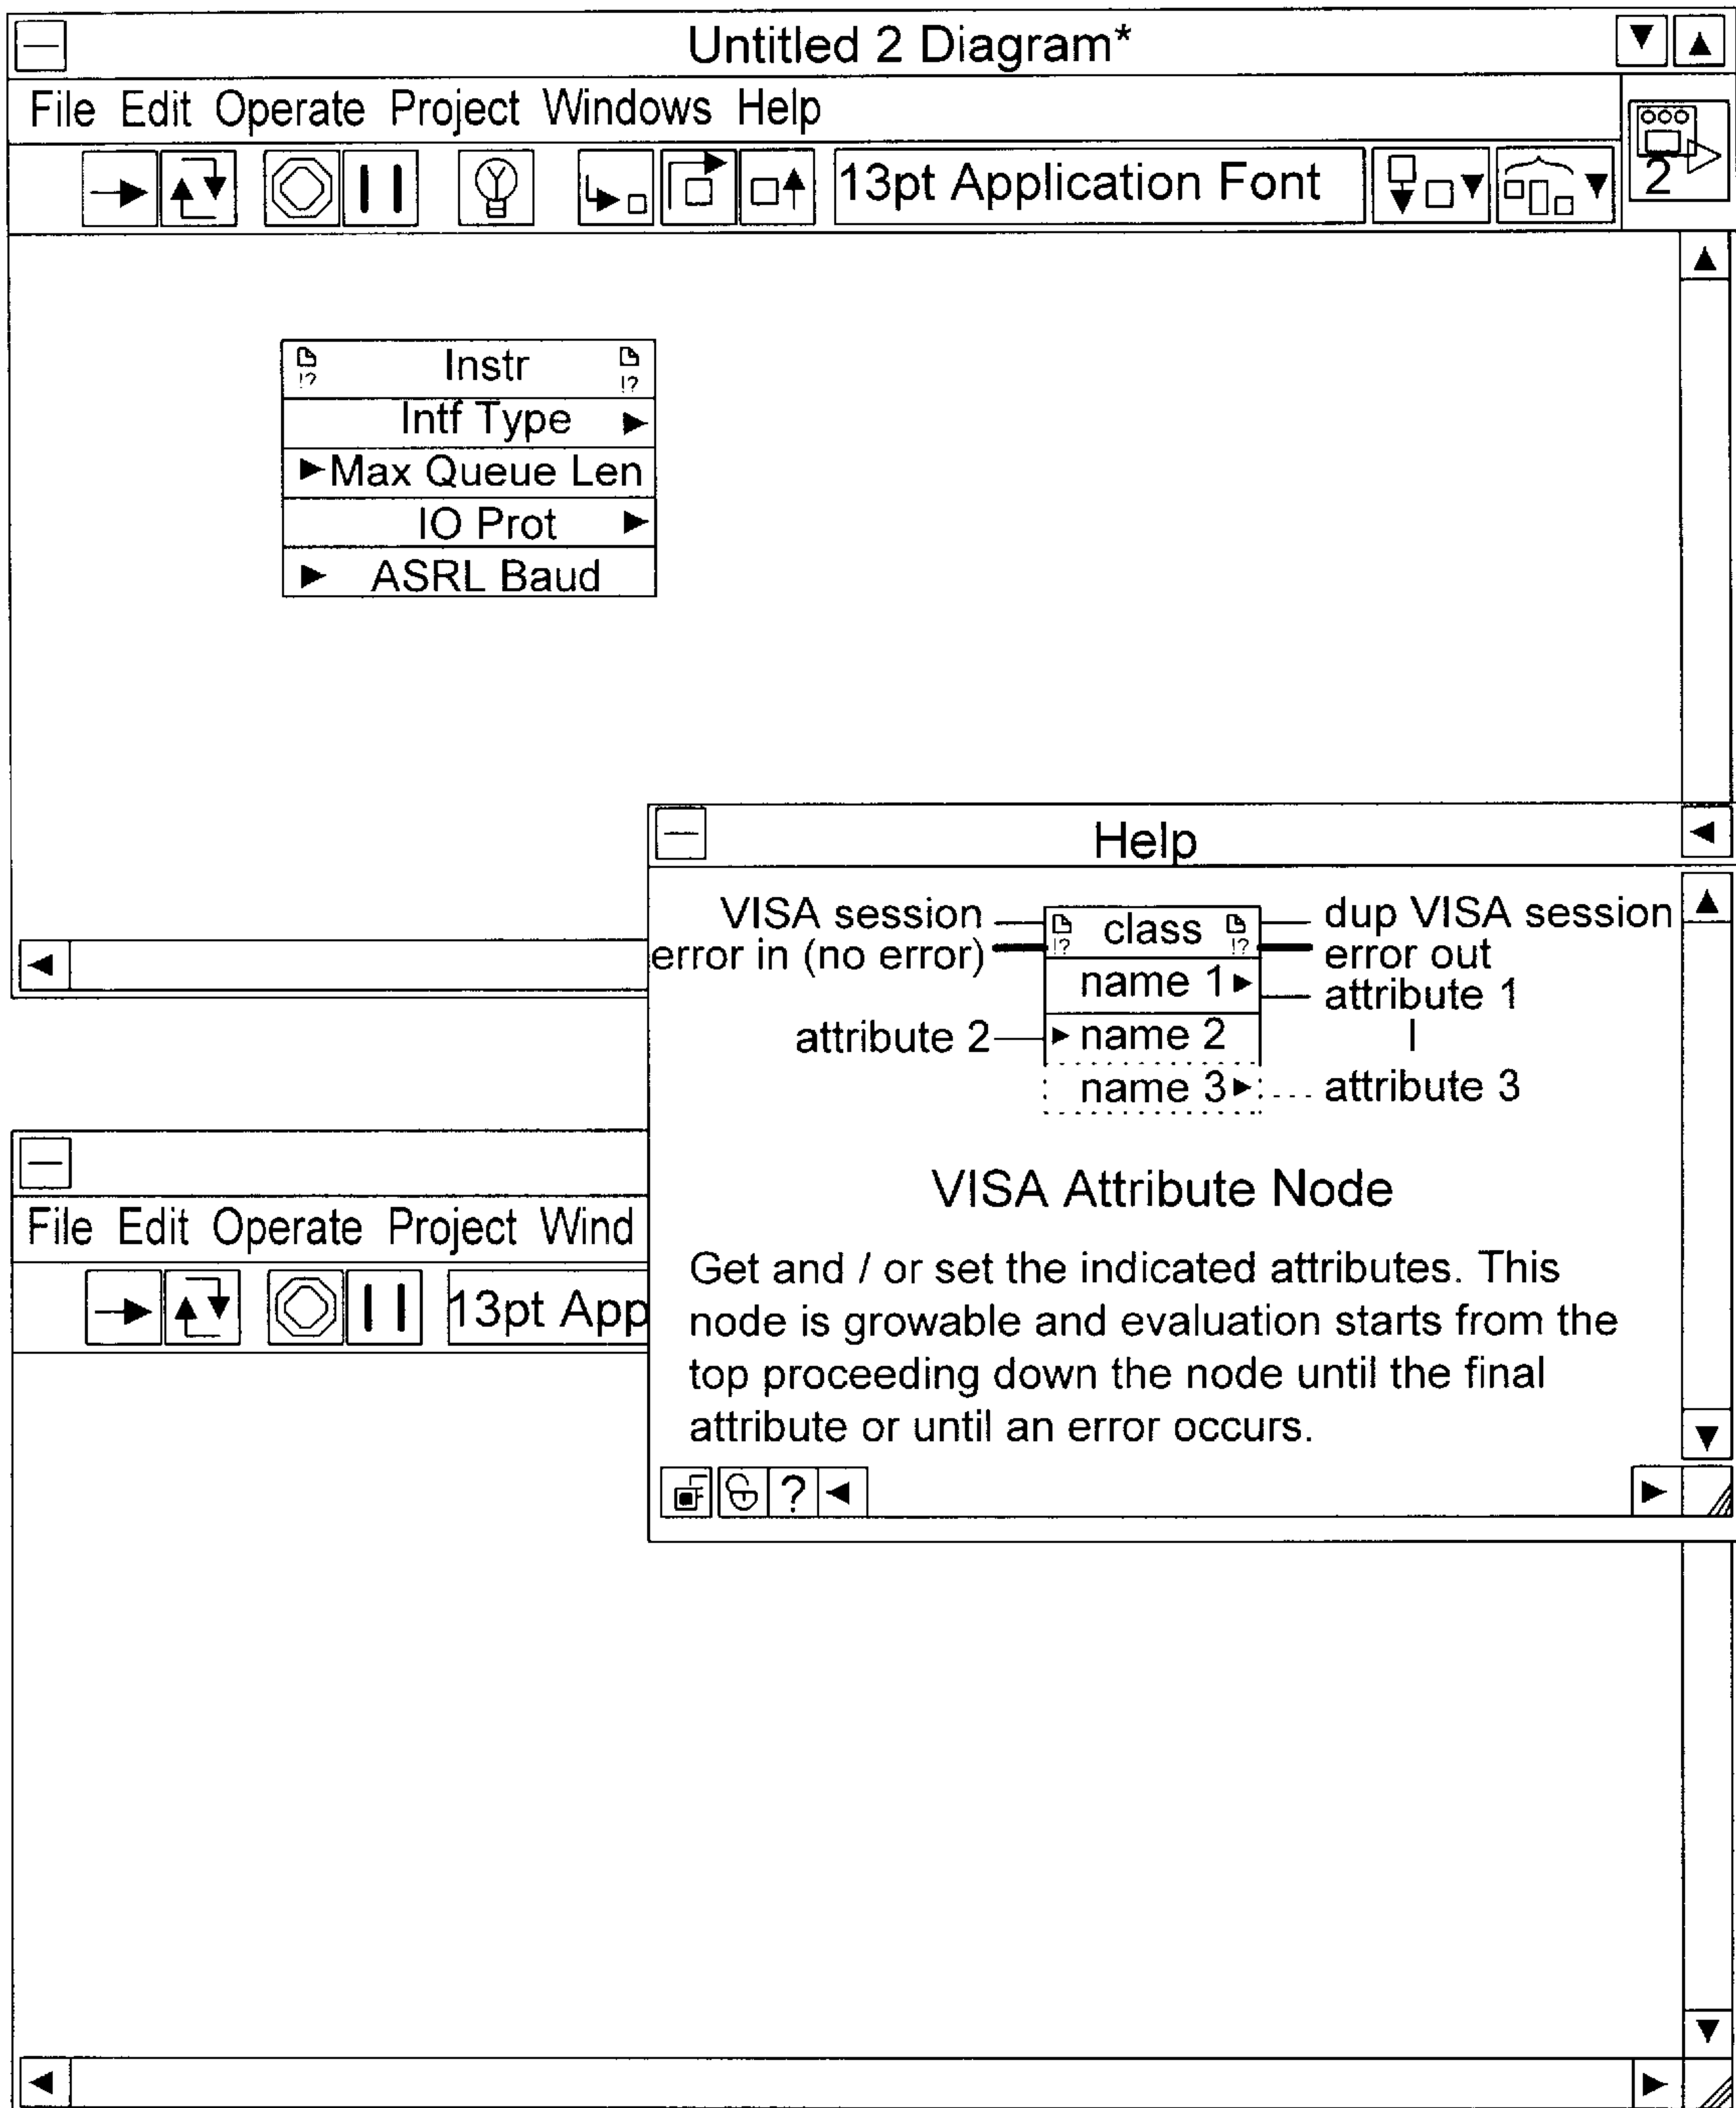 Untitled 2 Diagram*
File Edit Operate Project Windows Help
13pt Application Font
2
Instr
!?
!?
Intf Type
Max Queue Len
IO Prot
ASRL Baud
Help
VISA session
class
dup VISA session
error in (no error)
!?
!?
error out
name 1
attribute 1
attribute 2
name 2
name 3
attribute 3
VISA Attribute Node
Get and / or set the indicated attributes. This
node is growable and evaluation starts from the
top proceeding down the node until the final
attribute or until an error occurs.
?
File Edit Operate Project Wind
13pt App